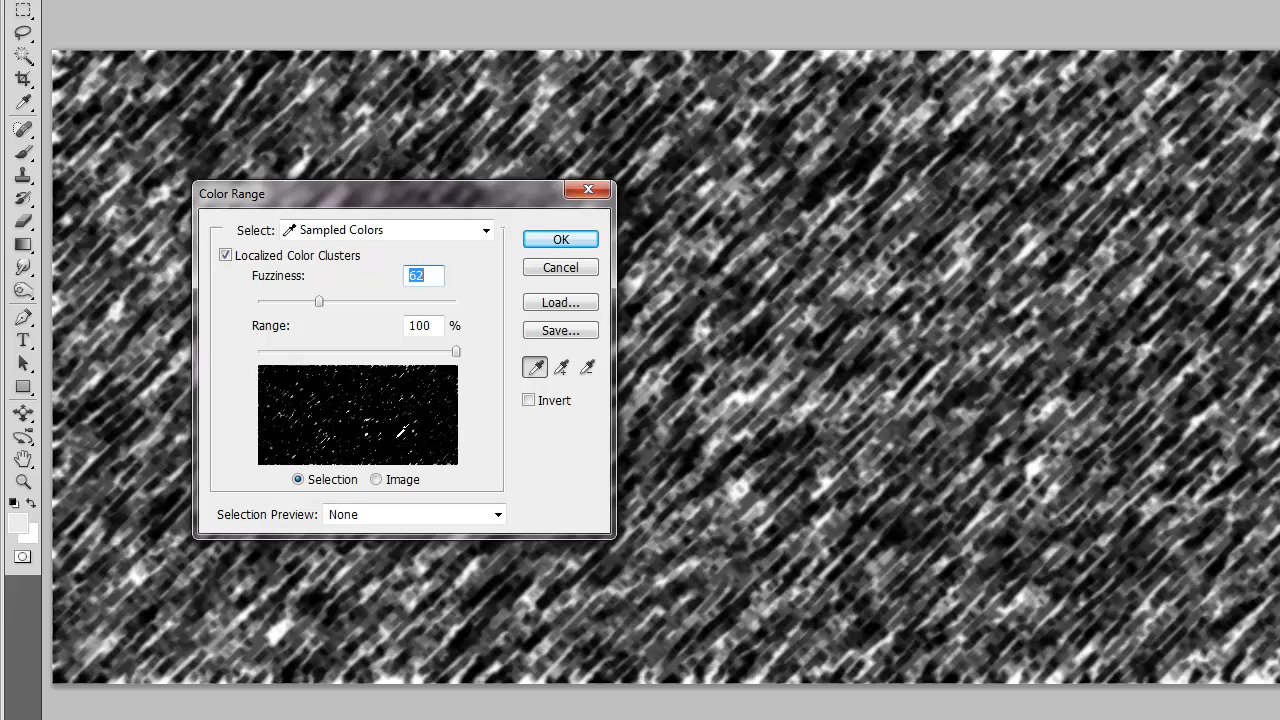 Color Range
Select: Sampled Colors
OK
Localized Color Clusters
Cancel
Fuzziness: 62
Load...
Range: 100 %
Save...
Invert
Selection Image
Selection Preview: None
T